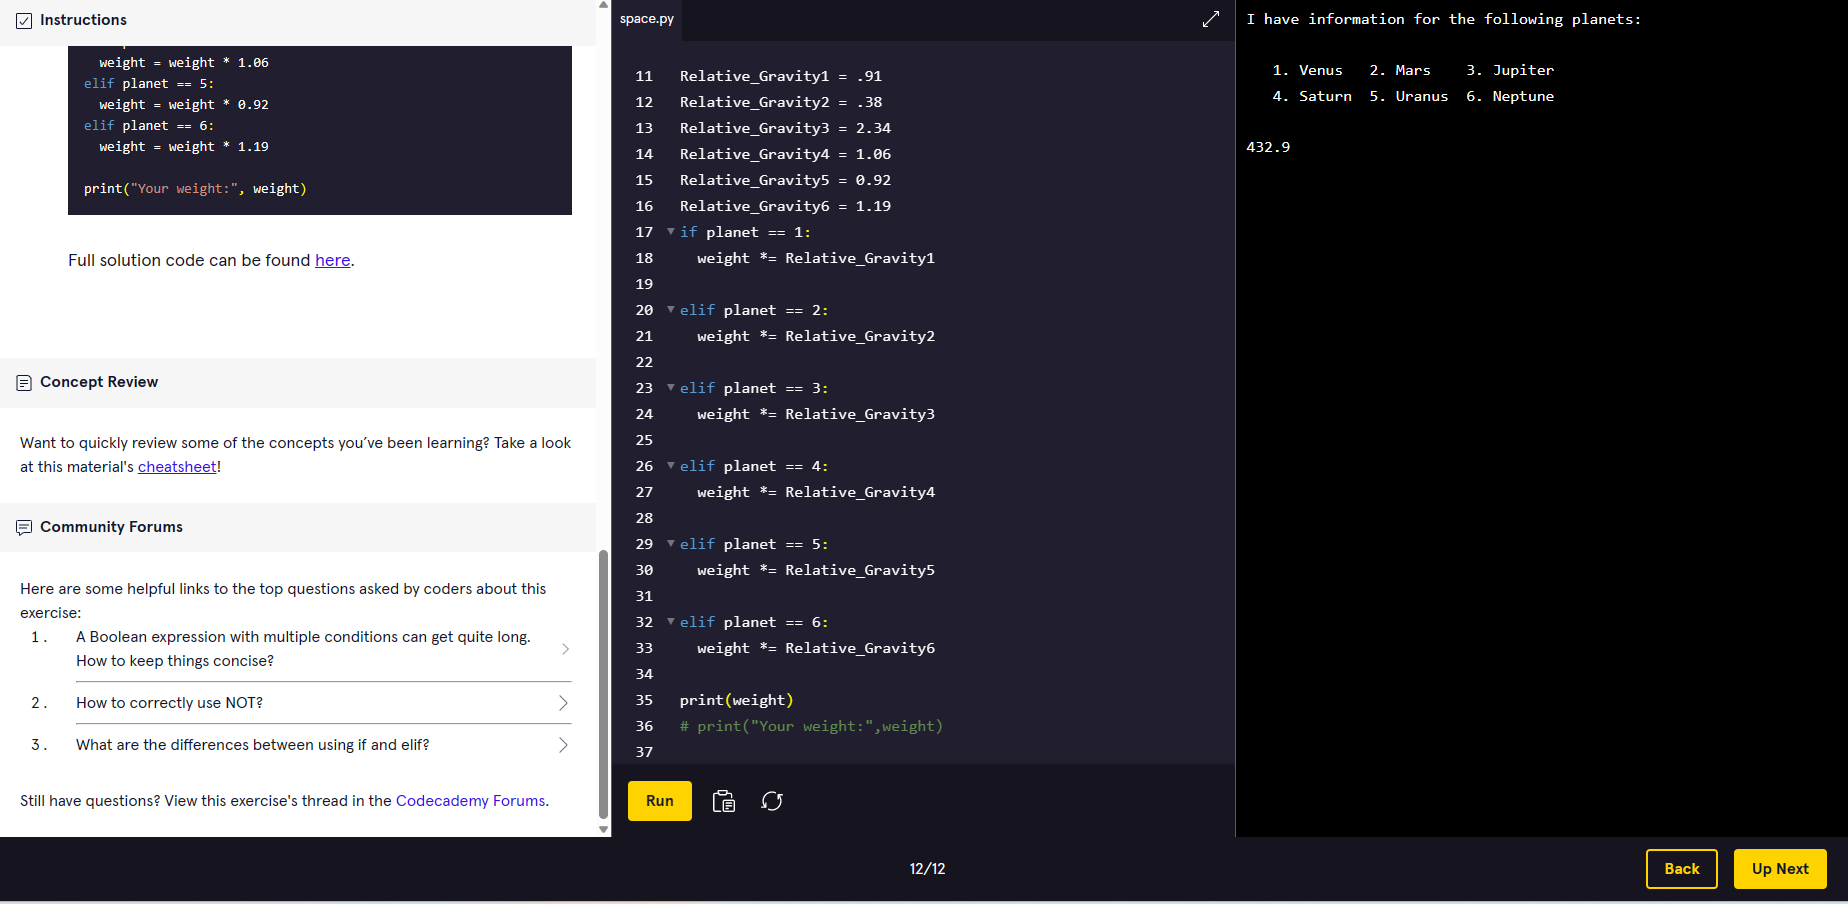 Instructions
weight = weight * 1.06
elif planet == 5:
weight = weight * 0.92
elif planet == 6:
weight = weight * 1.19
print("Your weight:", weight)
Full solution code can be found here.
Concept Review
Want to quickly review some of the concepts you’ve been learning? Take a look
at this material's cheatsheet!
Community Forums
Here are some helpful links to the top questions asked by coders about this
exercise:
1. A Boolean expression with multiple conditions can get quite long.
How to keep things concise?
2. How to correctly use NOT?
3. What are the differences between using if and elif?
Still have questions? View this exercise's thread in the Codecademy Forums.
space.py
11 Relative_Gravity1 = .91
12 Relative_Gravity2 = .38
13 Relative_Gravity3 = 2.34
14 Relative_Gravity4 = 1.06
15 Relative_Gravity5 = 0.92
16 Relative_Gravity6 = 1.19
17 if planet == 1:
18 weight *= Relative_Gravity1
19
20 elif planet == 2:
21 weight *= Relative_Gravity2
22
23 elif planet == 3:
24 weight *= Relative_Gravity3
25
26 elif planet == 4:
27 weight *= Relative_Gravity4
28
29 elif planet == 5:
30 weight *= Relative_Gravity5
31
32 elif planet == 6:
33 weight *= Relative_Gravity6
34
35 print(weight)
36 # print("Your weight:",weight)
37
Run
I have information for the following planets:
1. Venus 2. Mars 3. Jupiter
4. Saturn 5. Uranus 6. Neptune
432.9
12/12
Back
Up Next